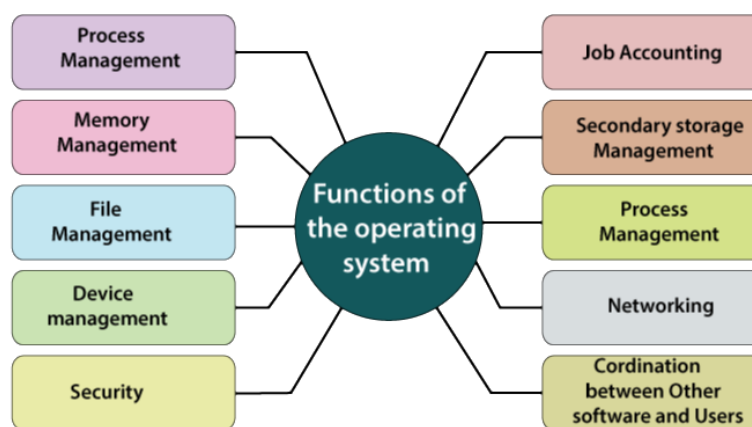 Process
Management
Memory
Management
File
Management
Device
management
Security
Functions of
the operating
system
Job Accounting
Secondary storage
Management
Process
Management
Networking
Cordination
between Other
software and Users